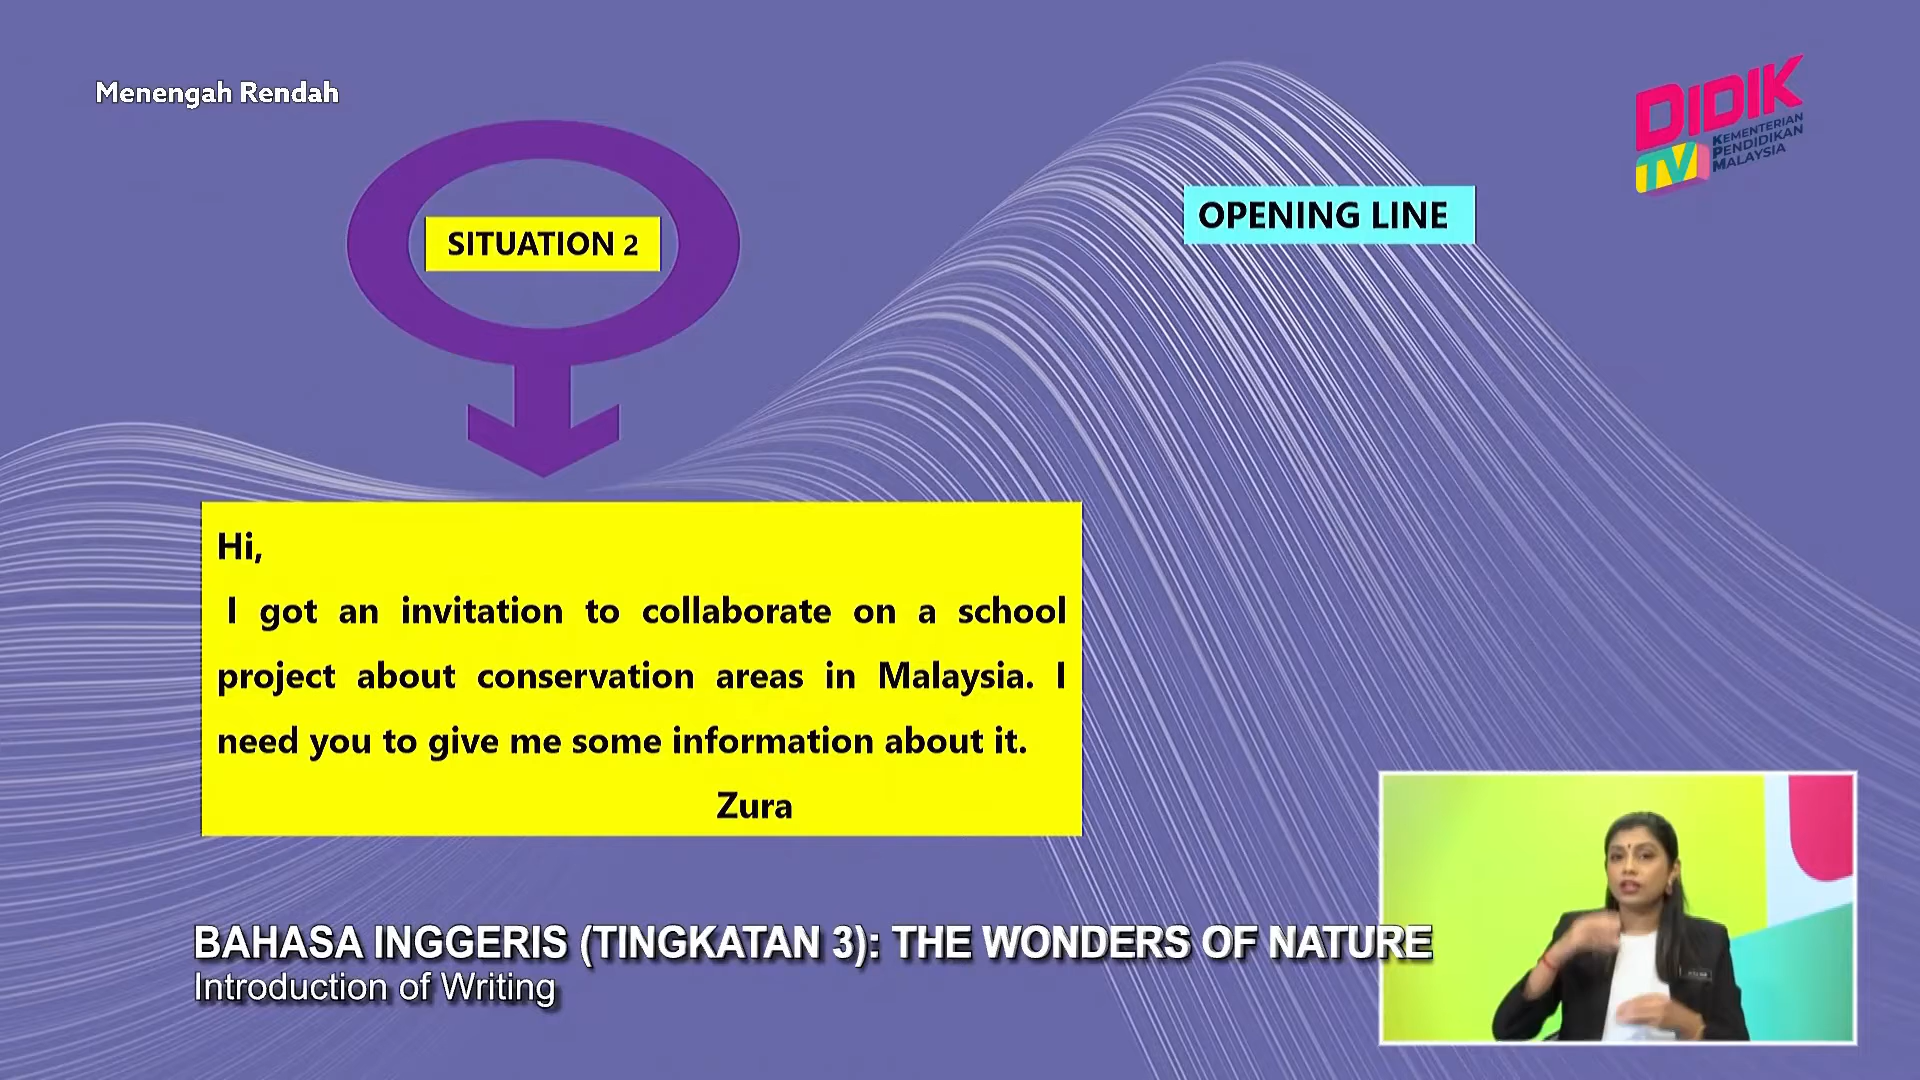 Menengah Rendah
DIDIK
TV
KEMENTERIAN
PENDIDIKAN
MALAYSIA
SITUATION 2
OPENING LINE
Hi,
I got an invitation to collaborate on a school
project about conservation areas in Malaysia. I
need you to give me some information about it.
Zura
BAHASA INGGERIS (TINGKATAN 3): THE WONDERS OF NATURE
Introduction of Writing